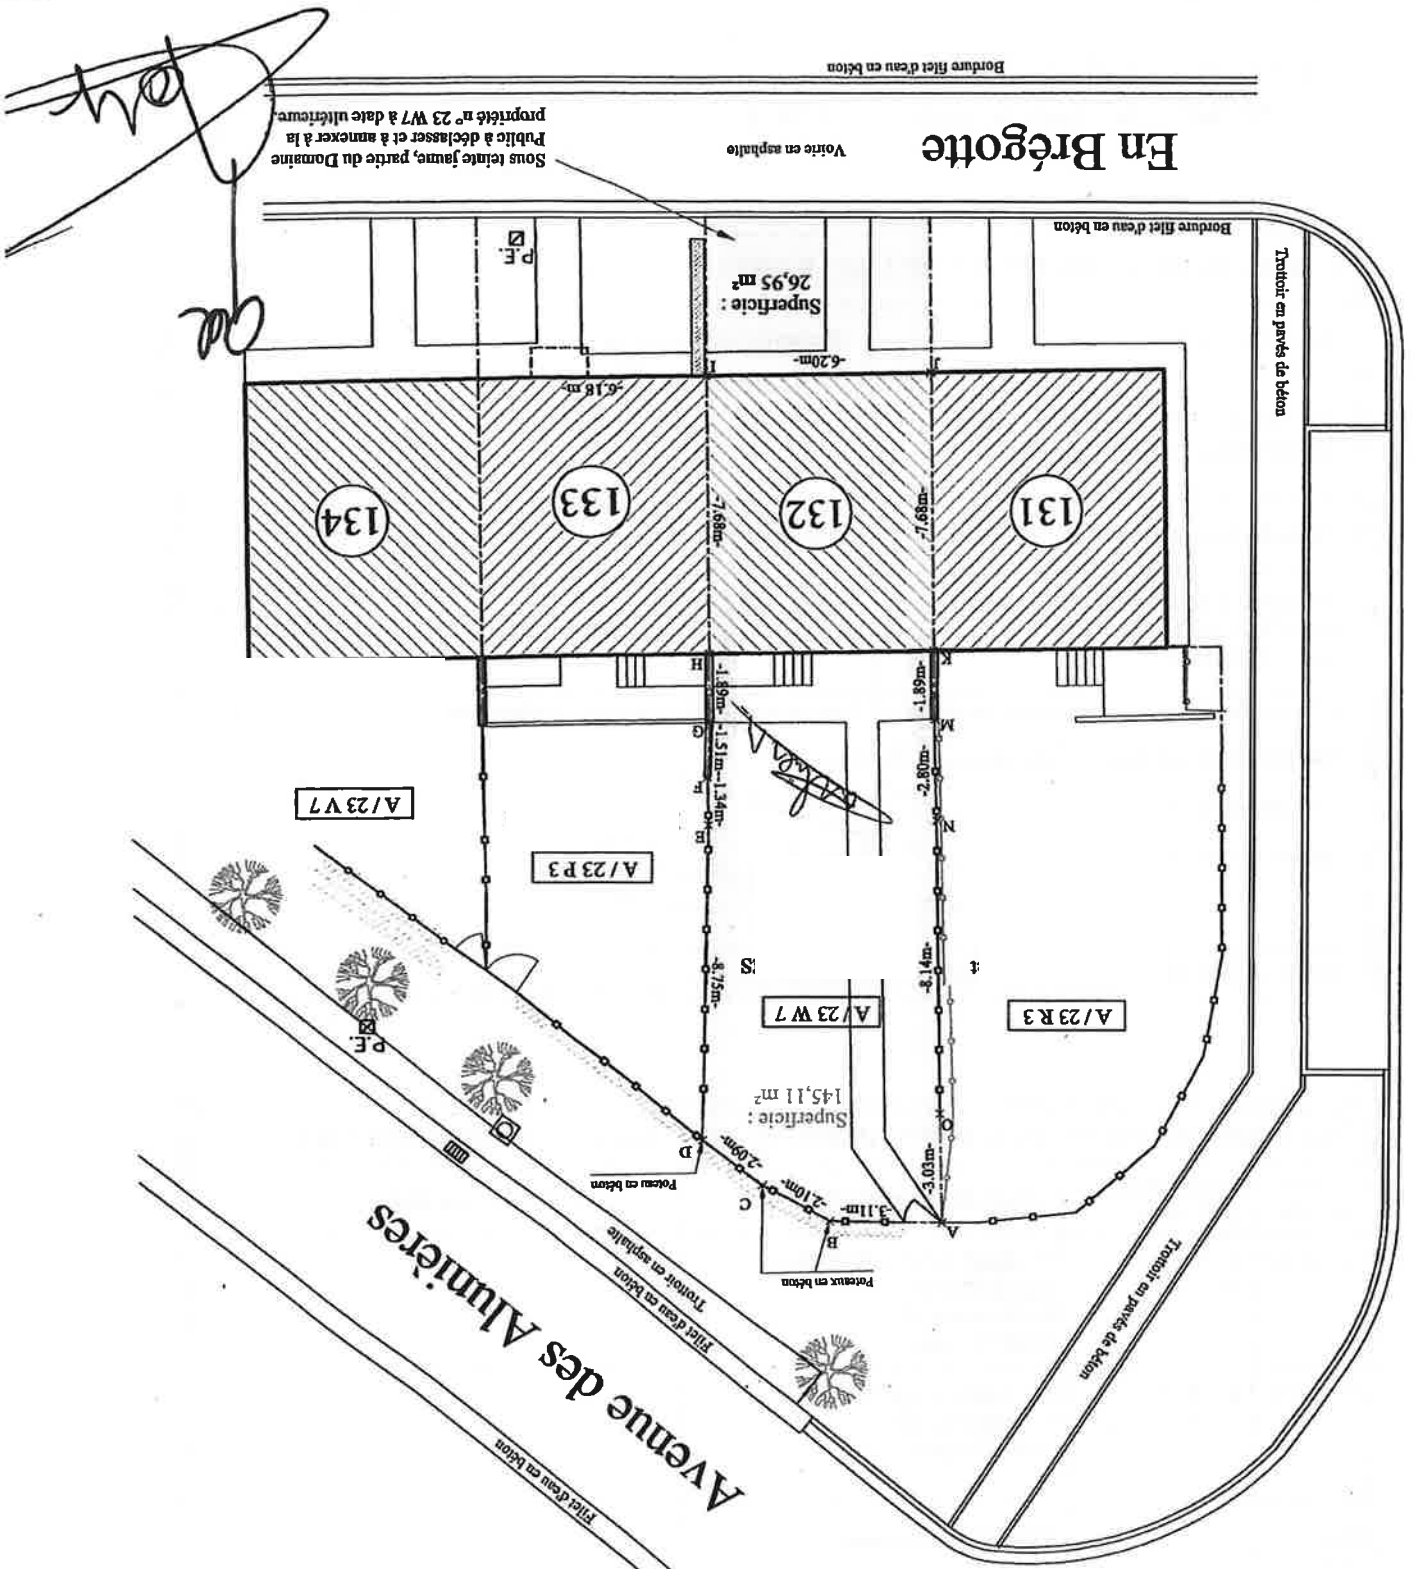 Avenue des Alunières
Filet d'eau en béton
Filet d'eau en béton
Trottoir en asphalte
Trottoir en pavés de béton
Poteaux en béton
Poteau en béton
A
B
C
D
O
-3.03m-
-3.11m-
-2.10m-
-2.09m-
Superficie :
145,11 m²
A / 23 R 3
A / 23 W 7
A / 23 P 3
A / 23 V 7
P.E.
-8.14m-
-8.75m-
N
E
F
-2.80m-
-1.34m-
-1.51m-
M
G
-1.89m-
-1.89m-
K
H
131
132
133
134
-7.68m-
-7.68m-
J
I
-6.20m-
-6.18 m-
Superficie :
26,95 m²
P.E.
Trottoir en pavés de béton
Bordure filet d'eau en béton
En Brégotte
Voirie en asphalte
Sous teinte jaune, partie du Domaine
Public à déclasser et à annexer à la
propriété n° 23 W7 à date ultérieure.
Bordure filet d'eau en béton